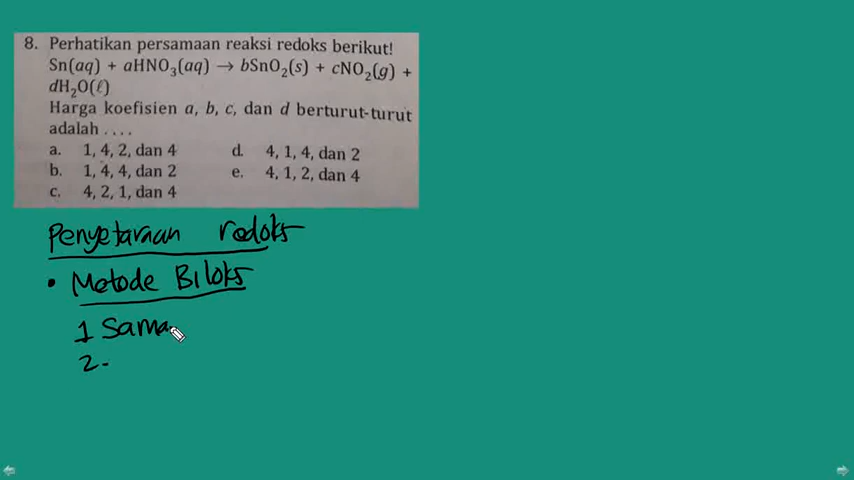 8. Perhatikan persamaan reaksi redoks berikut!
Sn(aq) + aHNO₃(aq) → bSnO₂(s) + cNO₂(g) +
dH₂O(ℓ)
Harga koefisien a, b, c, dan d berturut-turut
adalah . . . .
a. 1, 4, 2, dan 4 d. 4, 1, 4, dan 2
b. 1, 4, 4, dan 2 e. 4, 1, 2, dan 4
c. 4, 2, 1, dan 4
Penyetaraan redoks
• Metode Biloks
1 Sama
2.